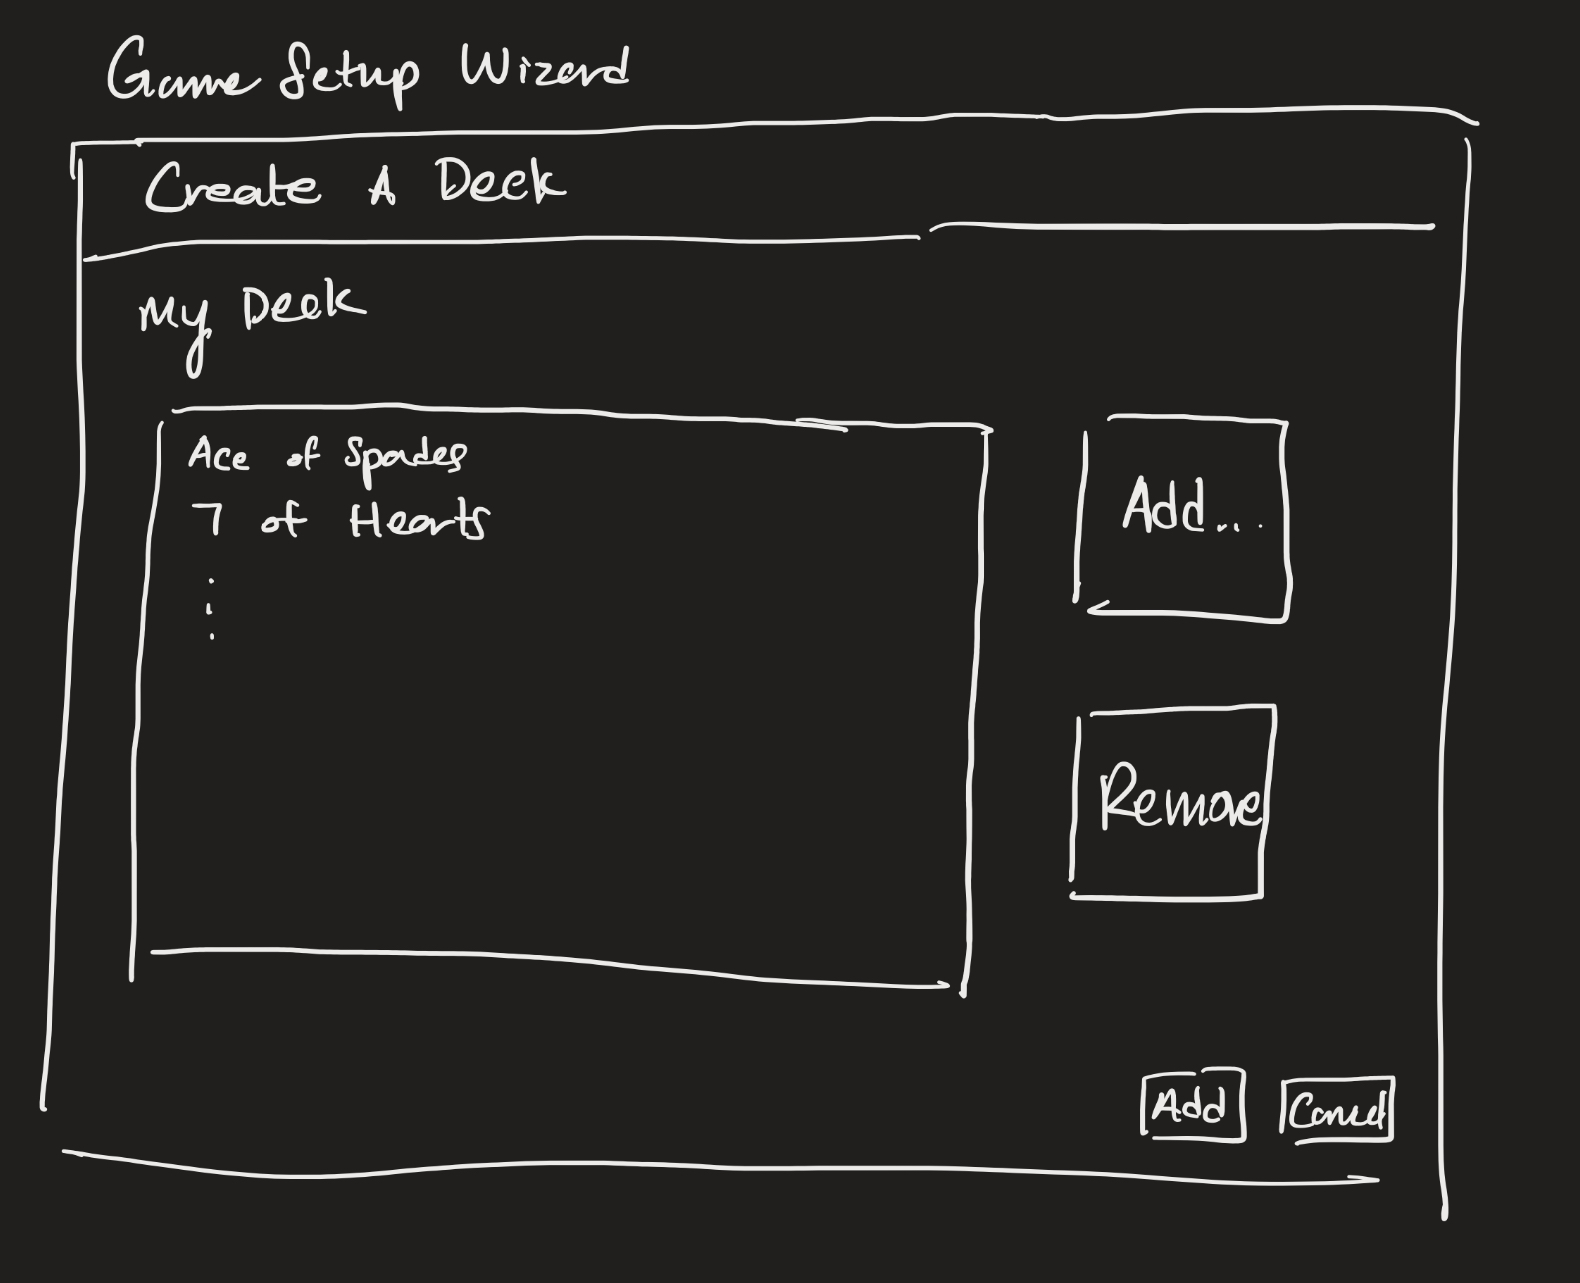 Game Setup Wizard
Create A Deck
My Deck
Ace of Spades
7 of Hearts
⋮
Add...
Remove
Add
Cancel